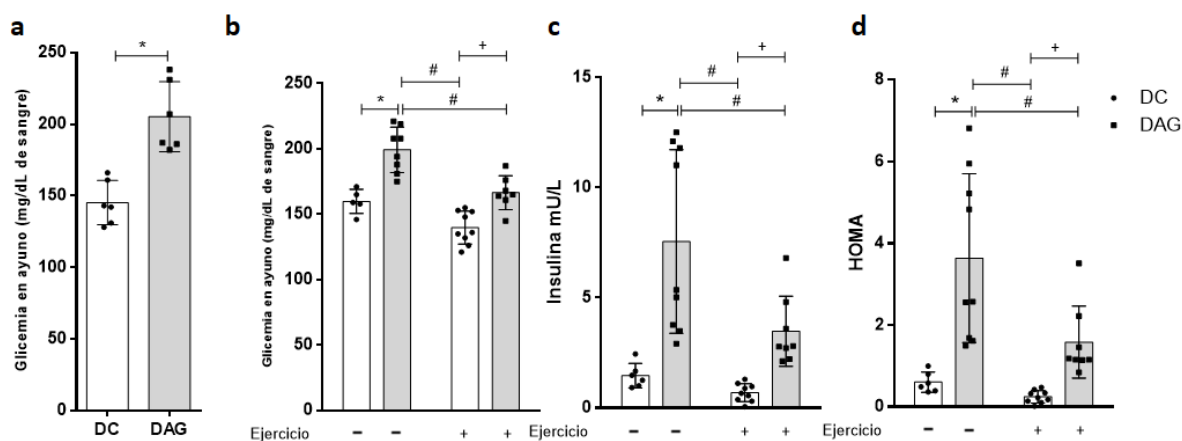 a
Glicemia en ayuno (mg/dL de sangre)
250
200
150
100
50
0
*
DC DAG
b
Glicemia en ayuno (mg/dL de sangre)
250
200
150
100
50
0
*
#
#
+
Ejercicio − − + +
c
Insulina mU/L
15
10
5
0
*
#
#
+
Ejercicio − − + +
d
HOMA
8
6
4
2
0
*
#
#
+
Ejercicio − − + +
DC
DAG